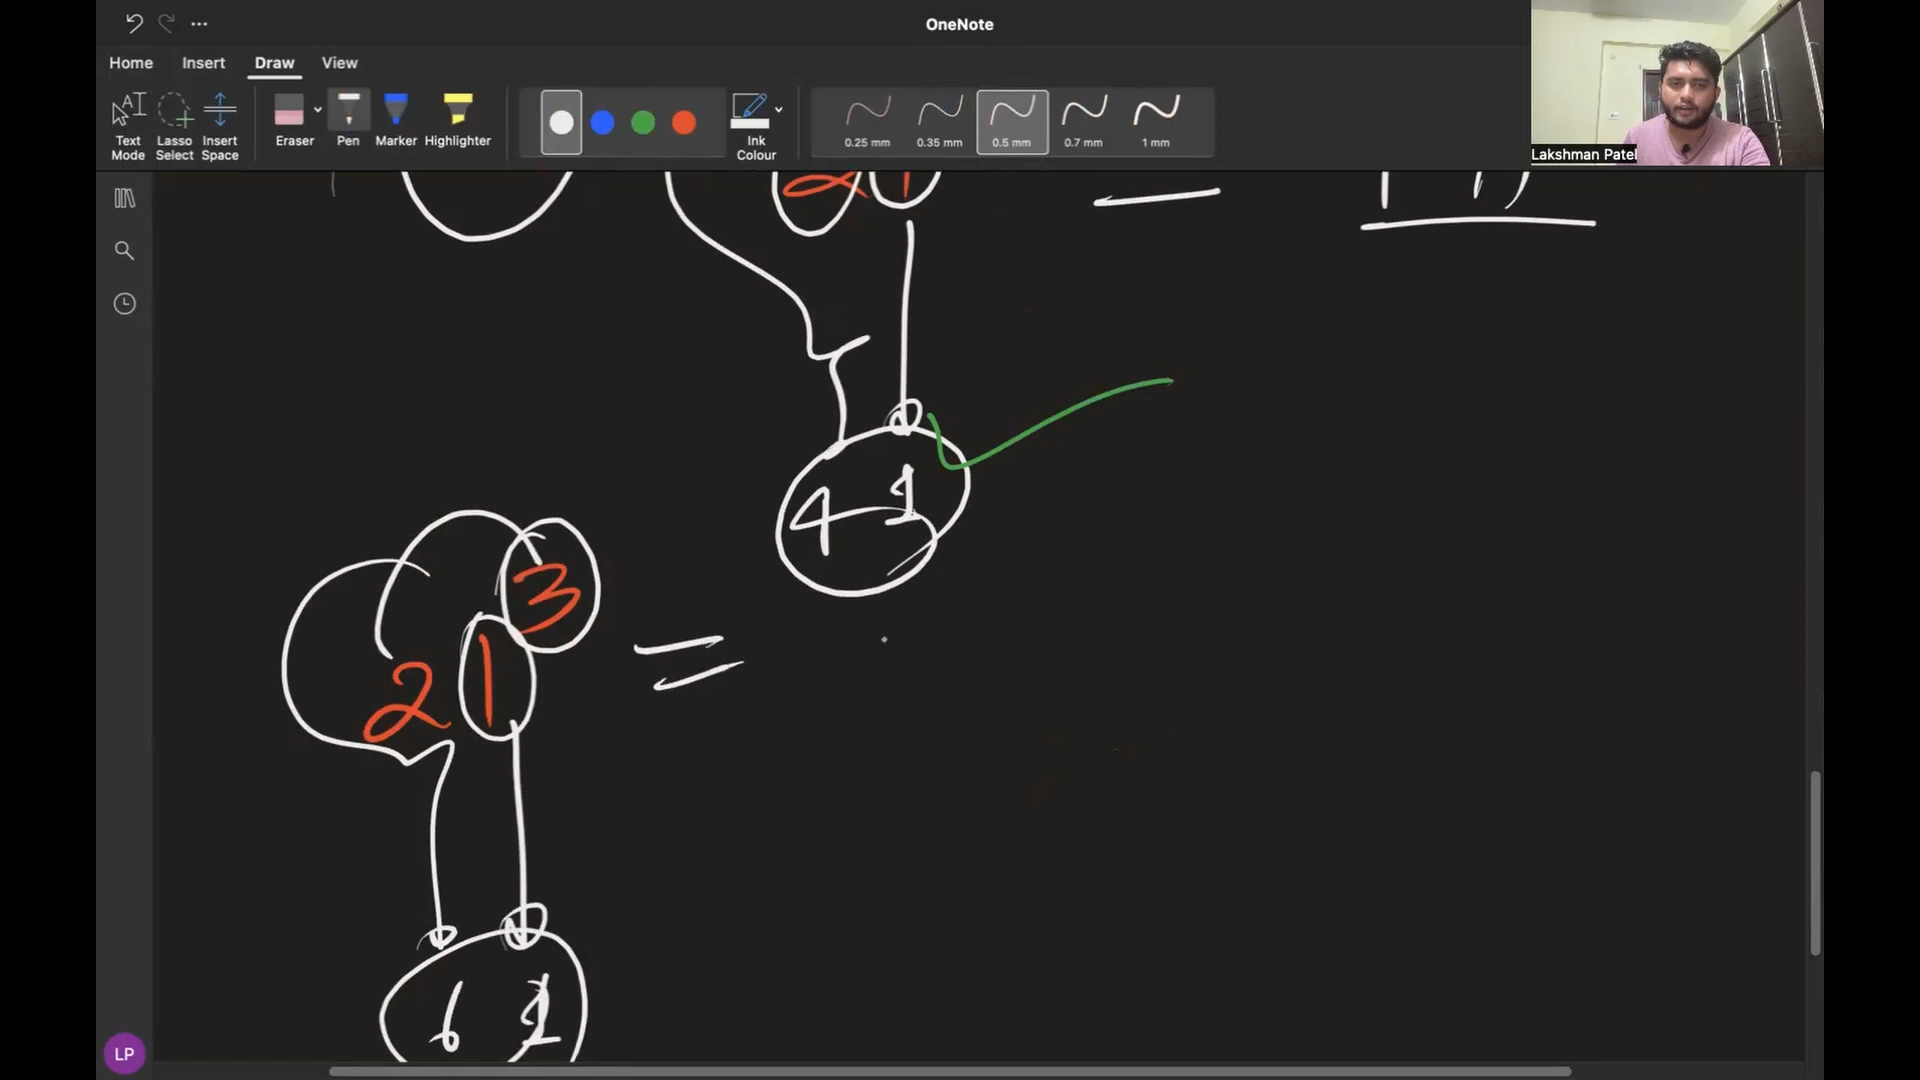 OneNote
Home Insert Draw View
Text Mode
Lasso Select
Insert Space
Eraser
Pen
Marker
Highlighter
Ink Colour
0.25 mm
0.35 mm
0.5 mm
0.7 mm
1 mm
Lakshman Patel
2 1
4 1
3
2 1 =
6 1
LP